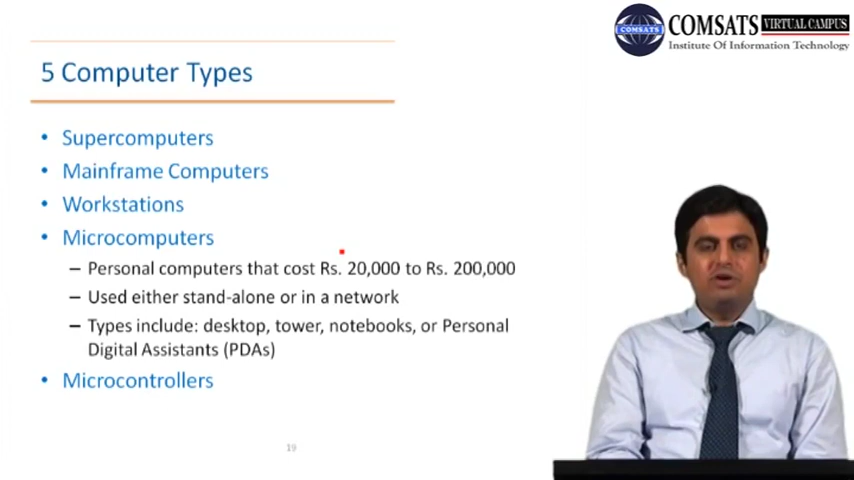 COMSATS VIRTUAL CAMPUS
COMSATS
Institute Of Information Technology
5 Computer Types
• Supercomputers
• Mainframe Computers
• Workstations
• Microcomputers
– Personal computers that cost Rs. 20,000 to Rs. 200,000
– Used either stand-alone or in a network
– Types include: desktop, tower, notebooks, or Personal
Digital Assistants (PDAs)
• Microcontrollers
19